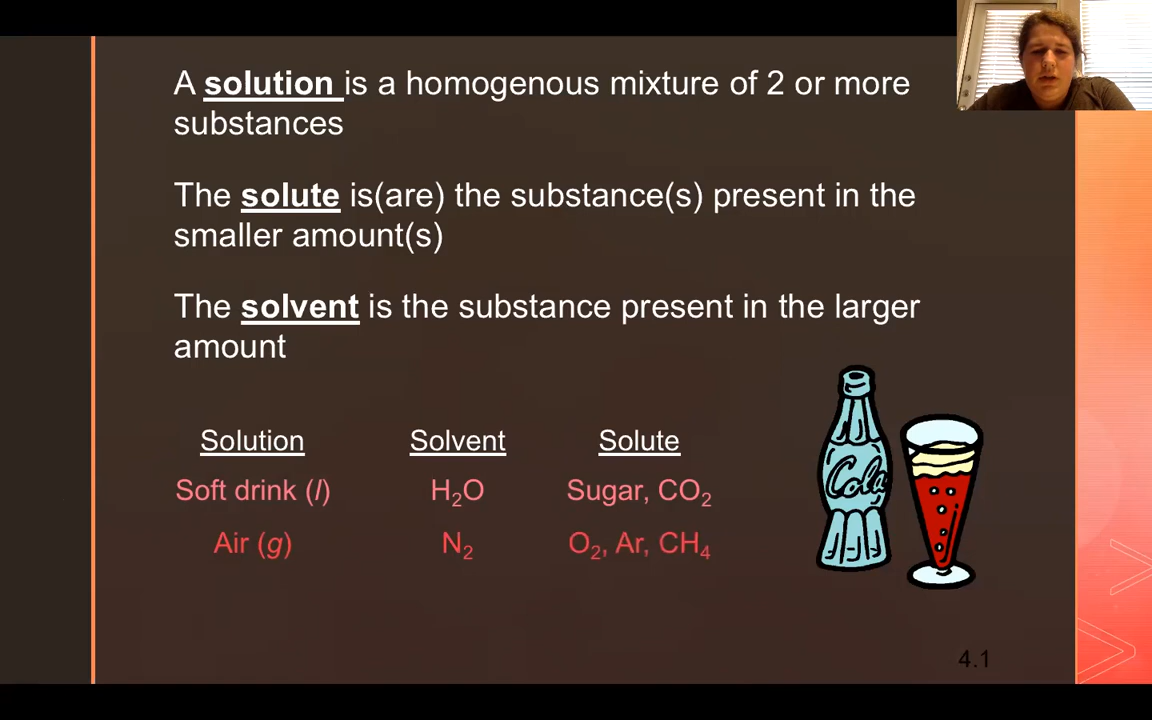 A solution is a homogenous mixture of 2 or more
substances
The solute is(are) the substance(s) present in the
smaller amount(s)
The solvent is the substance present in the larger
amount
Solution Solvent Solute
Soft drink (l) H₂O Sugar, CO₂
Air (g) N₂ O₂, Ar, CH₄
Cola
4.1